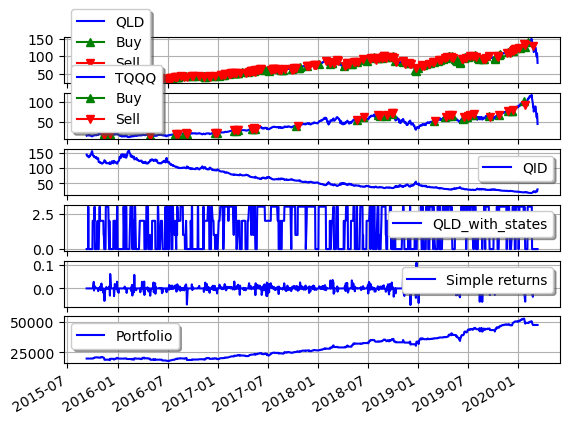 QLD
Buy
Sell
150
100
50
TQQQ
Buy
Sell
100
50
150
100
50
QID
2.5
0.0
QLD_with_states
0.1
0.0
Simple returns
50000
25000
Portfolio
2015-07
2016-01
2016-07
2017-01
2017-07
2018-01
2018-07
2019-01
2019-07
2020-01